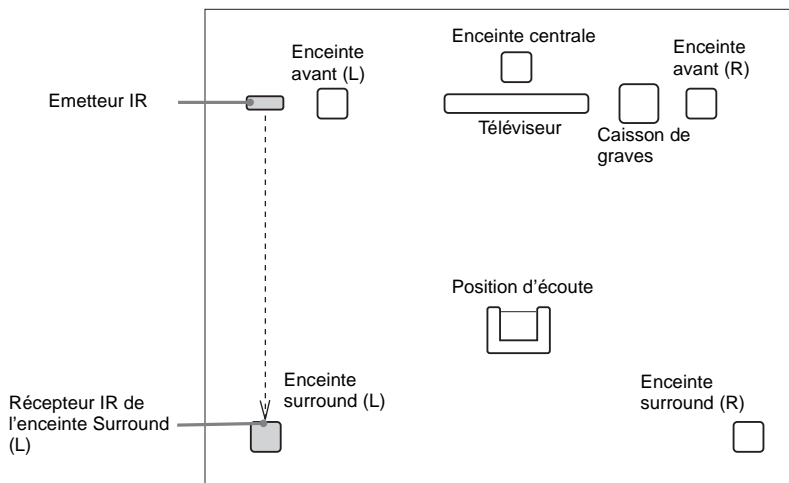 Enceinte
avant (L)
Enceinte centrale
Enceinte
avant (R)
Emetteur IR
Téléviseur
Caisson de
graves
Position d'écoute
Enceinte
surround (L)
Enceinte
surround (R)
Récepteur IR de
l'enceinte Surround
(L)